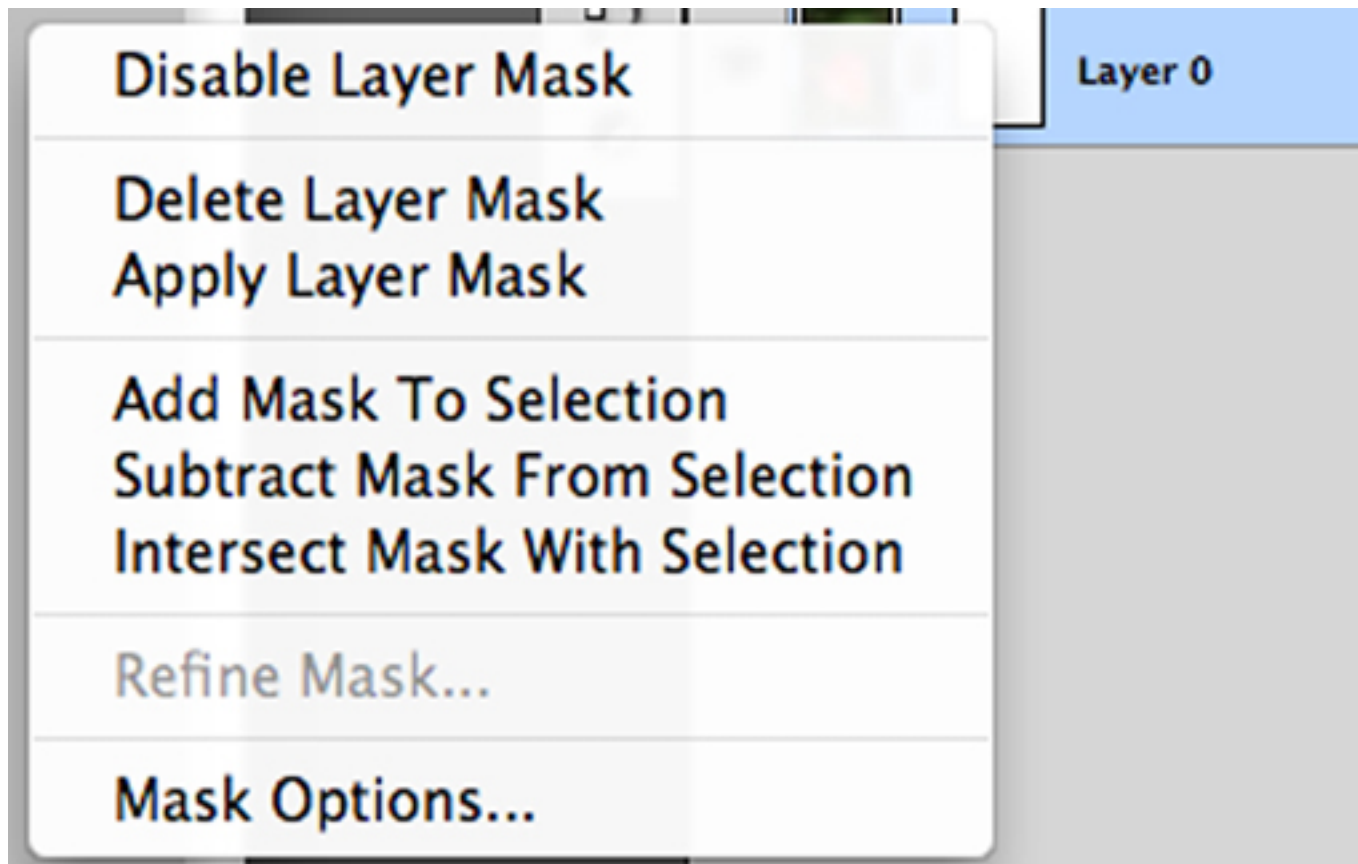 Disable Layer Mask
Layer 0
Delete Layer Mask
Apply Layer Mask
Add Mask To Selection
Subtract Mask From Selection
Intersect Mask With Selection
Refine Mask...
Mask Options...